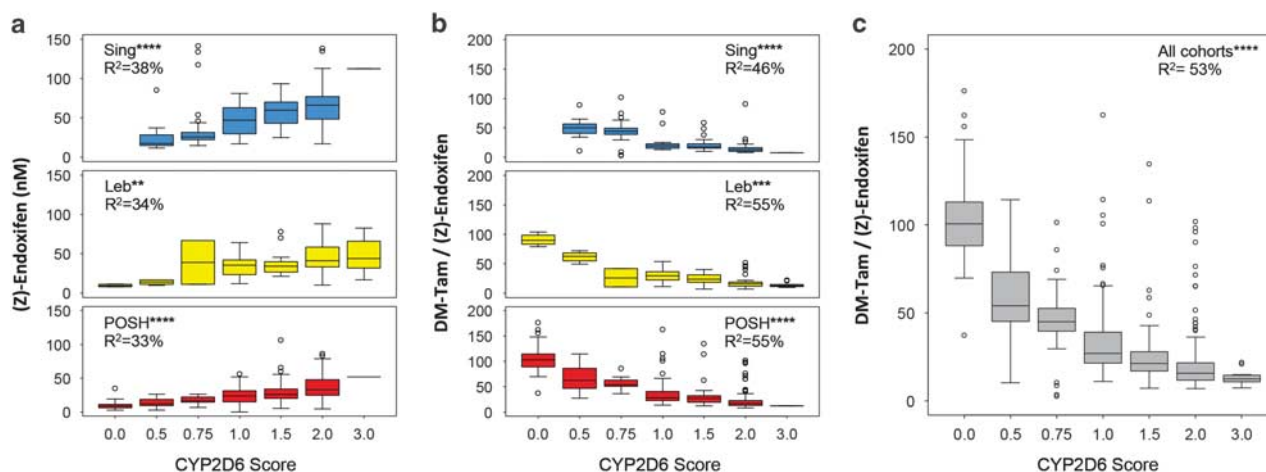 a
(Z)-Endoxifen (nM)
Sing****
R²=38%
150
100
50
0
Leb**
R²=34%
150
100
50
0
POSH****
R²=33%
150
100
50
0
0.0 0.5 0.75 1.0 1.5 2.0 3.0
CYP2D6 Score
b
DM-Tam / (Z)-Endoxifen
Sing****
R²=46%
200
150
100
50
0
Leb***
R²=55%
200
150
100
50
0
POSH****
R²=55%
200
150
100
50
0
0.0 0.5 0.75 1.0 1.5 2.0 3.0
CYP2D6 Score
c
DM-Tam / (Z)-Endoxifen
All cohorts****
R²= 53%
200
150
100
50
0
0.0 0.5 0.75 1.0 1.5 2.0 3.0
CYP2D6 Score